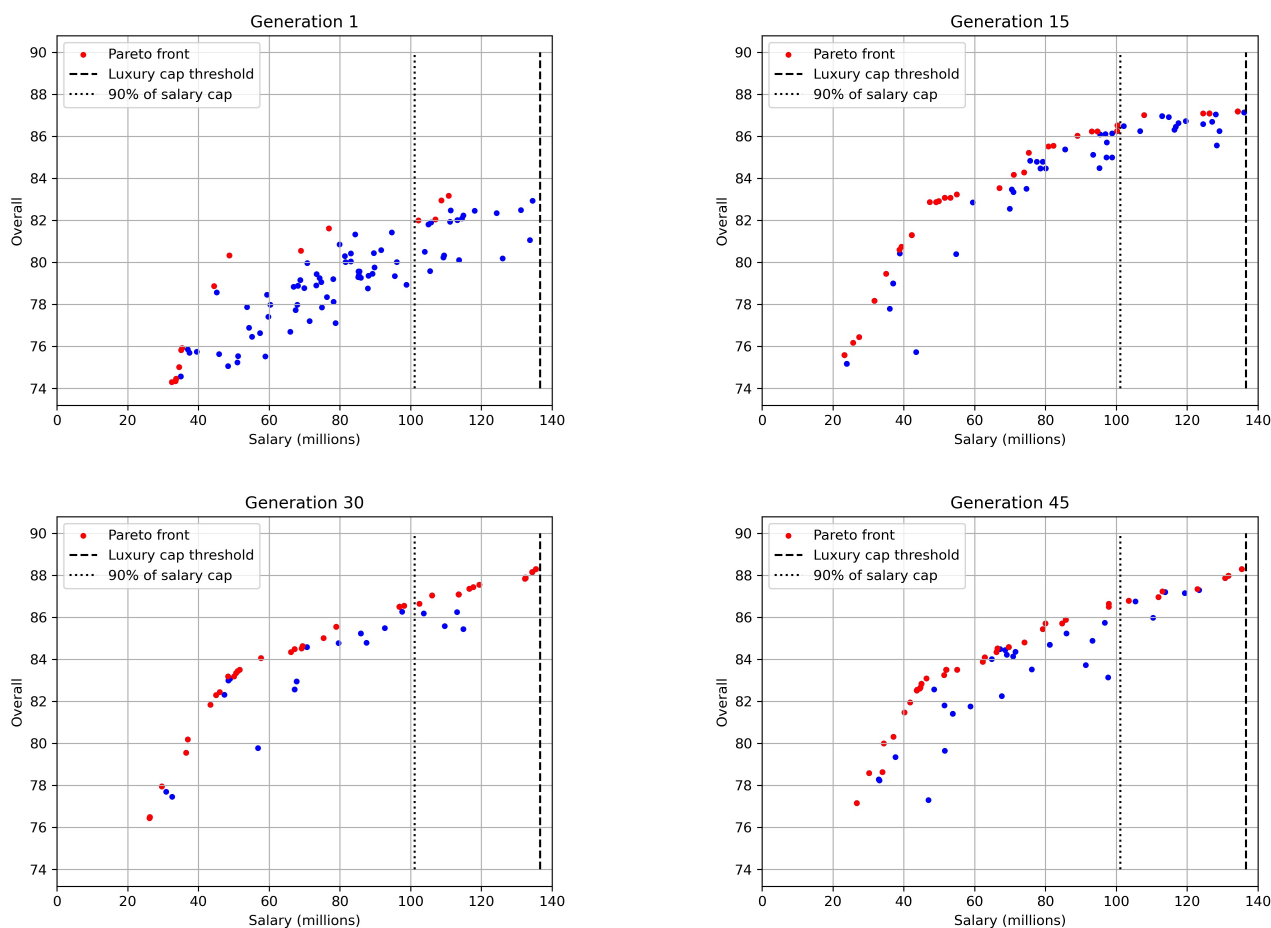 Generation 1
Overall
90
88
86
84
82
80
78
76
74
Pareto front
Luxury cap threshold
90% of salary cap
0 20 40 60 80 100 120 140
Salary (millions)
Generation 15
Overall
90
88
86
84
82
80
78
76
74
Pareto front
Luxury cap threshold
90% of salary cap
0 20 40 60 80 100 120 140
Salary (millions)
Generation 30
Overall
90
88
86
84
82
80
78
76
74
Pareto front
Luxury cap threshold
90% of salary cap
0 20 40 60 80 100 120 140
Salary (millions)
Generation 45
Overall
90
88
86
84
82
80
78
76
74
Pareto front
Luxury cap threshold
90% of salary cap
0 20 40 60 80 100 120 140
Salary (millions)